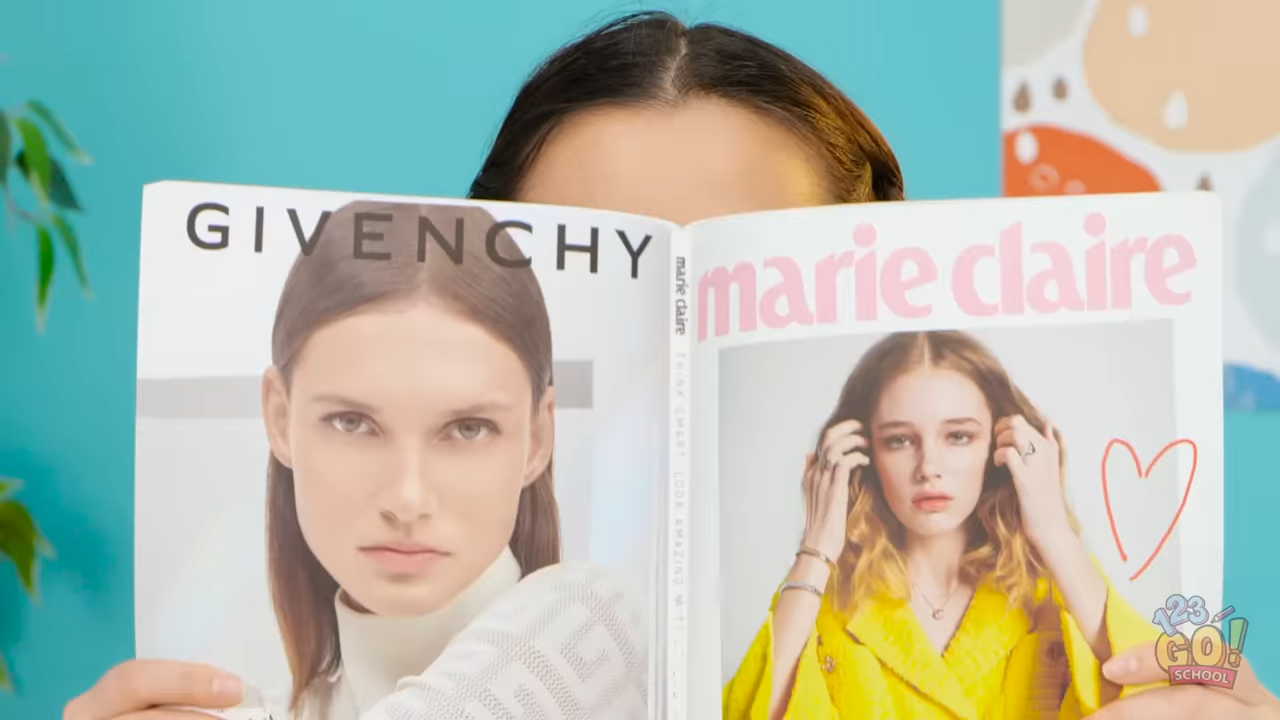 GIVENCHY
marie claire
marie claire
THINK SMART LOOK AMAZING
123
GO!
SCHOOL